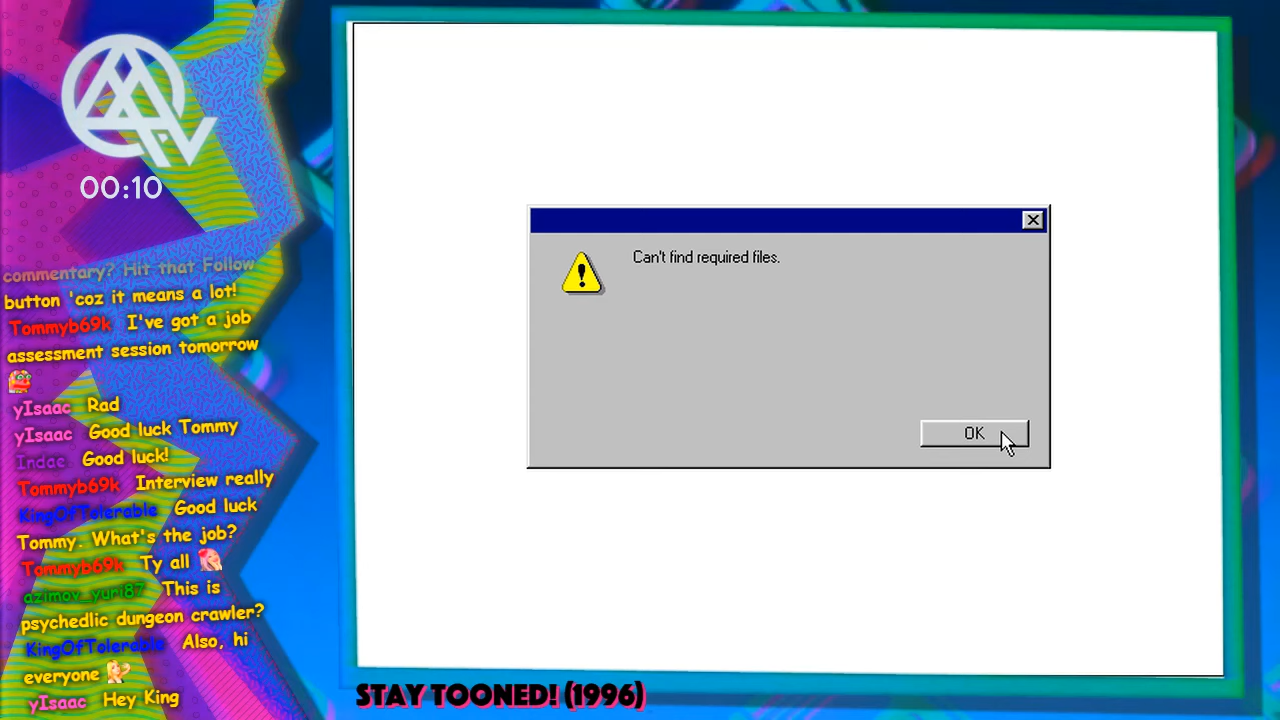 00:10
commentary? Hit that Follow
button 'coz it means a lot!
Tommyb69k I've got a job
assessment session tomorrow
yIsaac Rad
yIsaac Good luck Tommy
Indae Good luck!
Tommyb69k Interview really
KingOfTolerable Good luck
Tommy. What's the job?
Tommyb69k Ty all
azimov_yuri87 This is
psychedlic dungeon crawler?
KingOfTolerable Also, hi
everyone
yIsaac Hey King
Can't find required files.
OK
STAY TOONED! (1996)